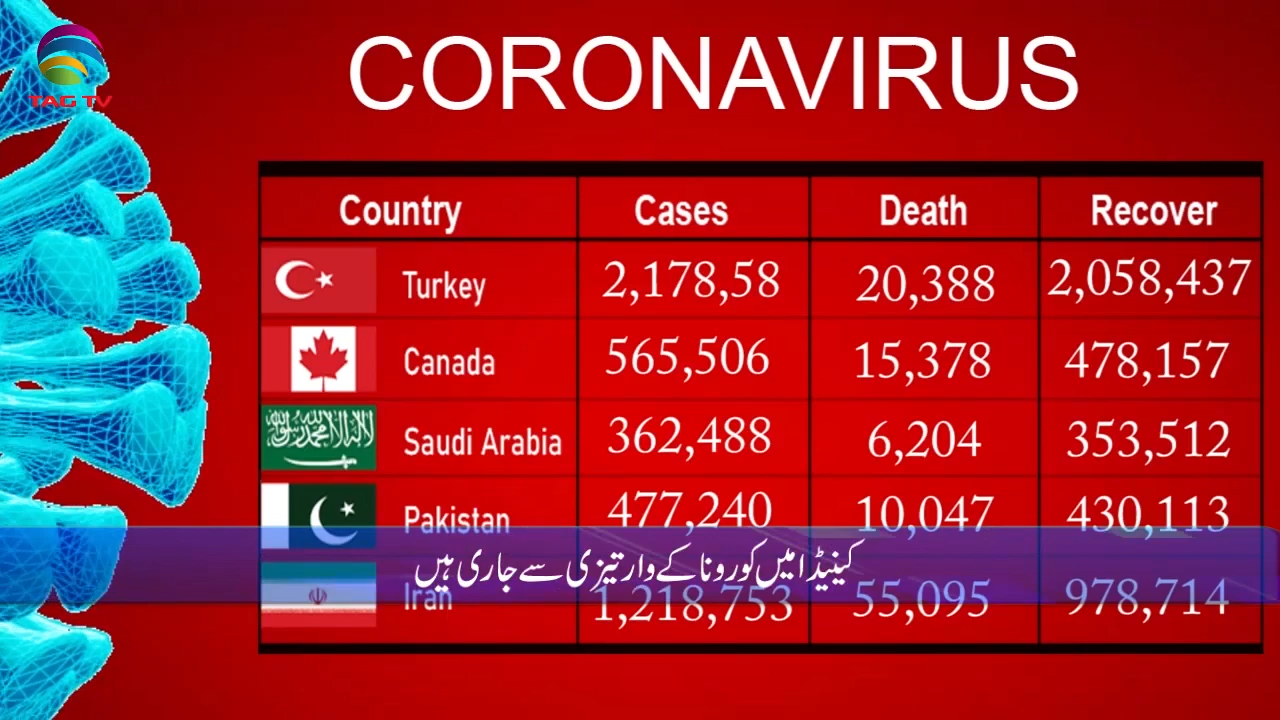 TAG TV
CORONAVIRUS
Country Cases Death Recover
Turkey 2,178,58 20,388 2,058,437
Canada 565,506 15,378 478,157
Saudi Arabia 362,488 6,204 353,512
Pakistan 477,240 10,047 430,113
کینیڈا میں کورونا کے وار تیزی سے جاری ہیں
Iran 1,218,753 55,095 978,714